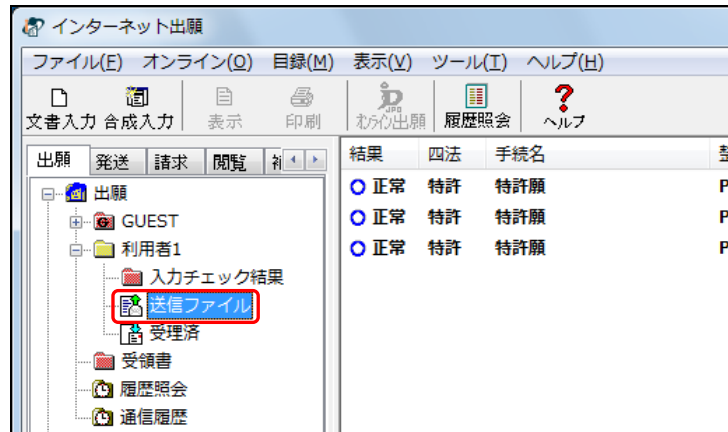 インターネット出願
ファイル(F) オンライン(O) 目録(M) 表示(V) ツール(T) ヘルプ(H)
文書入力 合成入力 表示 印刷 オンライン出願 履歴照会 ヘルプ
出願 発送 請求 閲覧
結果 四法 手続名
正常 特許 特許願
正常 特許 特許願
正常 特許 特許願
出願
GUEST
利用者1
入力チェック結果
送信ファイル
受理済
受領書
履歴照会
通信履歴